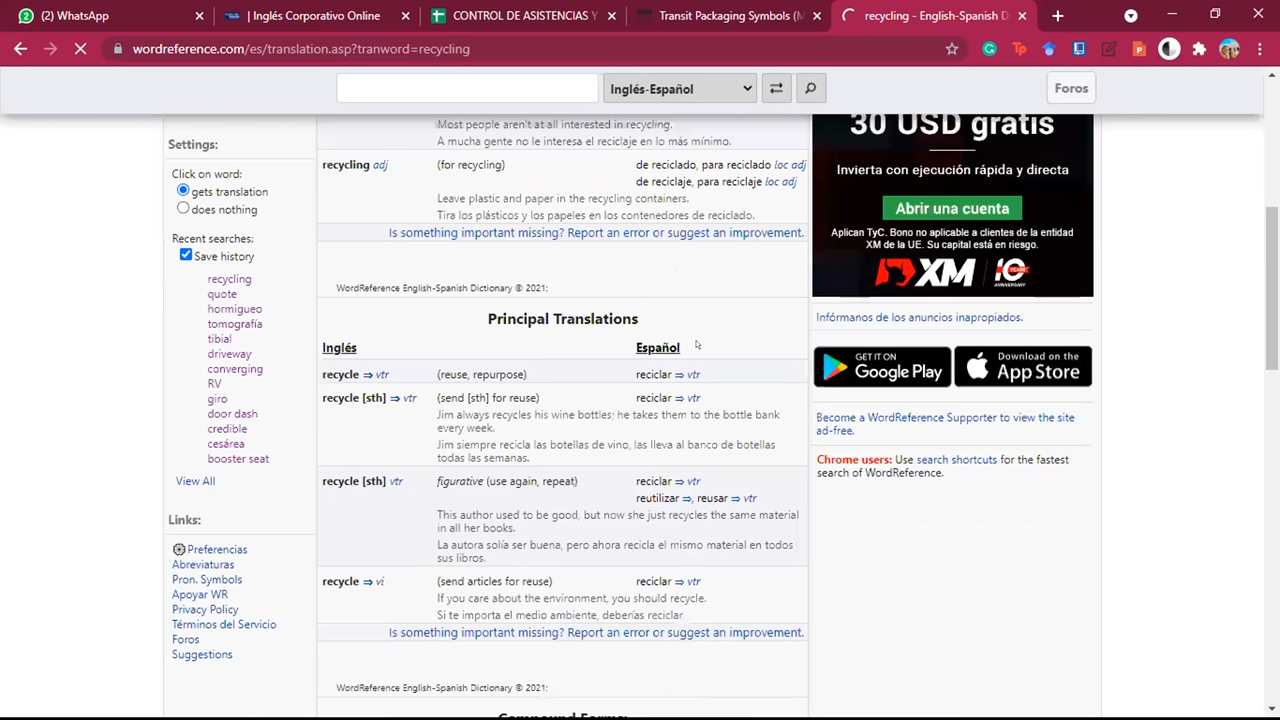 (2) WhatsApp
| Inglés Corporativo Online
CONTROL DE ASISTENCIAS Y
Transit Packaging Symbols (M
recycling - English-Spanish D
wordreference.com/es/translation.asp?tranword=recycling
Inglés-Español
Foros
Settings:
Click on word:
gets translation
does nothing
Recent searches:
Save history
recycling
quote
hormigueo
tomografía
tibial
driveway
converging
RV
giro
door dash
credible
cesárea
booster seat
View All
Links:
Preferencias
Abreviaturas
Pron. Symbols
Apoyar WR
Privacy Policy
Términos del Servicio
Foros
Suggestions
Most people aren't at all interested in recycling.
A mucha gente no le interesa el reciclaje en lo más mínimo.
recycling adj (for recycling) de reciclado, para reciclado loc adj
de reciclaje, para reciclaje loc adj
Leave plastic and paper in the recycling containers.
Tira los plásticos y los papeles en los contenedores de reciclado.
Is something important missing? Report an error or suggest an improvement.
WordReference English-Spanish Dictionary © 2021:
Principal Translations
Inglés Español
recycle ⇒ vtr (reuse, repurpose) reciclar ⇒ vtr
recycle [sth] ⇒ vtr (send [sth] for reuse) reciclar ⇒ vtr
Jim always recycles his wine bottles; he takes them to the bottle bank
every week.
Jim siempre recicla las botellas de vino, las lleva al banco de botellas
todas las semanas.
recycle [sth] vtr figurative (use again, repeat) reciclar ⇒ vtr
reutilizar ⇒, reusar ⇒ vtr
This author used to be good, but now she just recycles the same material
in all her books.
La autora solía ser buena, pero ahora recicla el mismo material en todos
sus libros.
recycle ⇒ vi (send articles for reuse) reciclar ⇒ vtr
If you care about the environment, you should recycle.
Si te importa el medio ambiente, deberías reciclar
Is something important missing? Report an error or suggest an improvement.
WordReference English-Spanish Dictionary © 2021:
Compound Forms:
30 USD gratis
Invierta con ejecución rápida y directa
Abrir una cuenta
Aplican TyC. Bono no aplicable a clientes de la entidad
XM de la UE. Su capital está en riesgo.
XM 10 YEARS
Infórmanos de los anuncios inapropiados.
GET IT ON
Google Play
Download on the
App Store
Become a WordReference Supporter to view the site
ad-free.
Chrome users: Use search shortcuts for the fastest
search of WordReference.